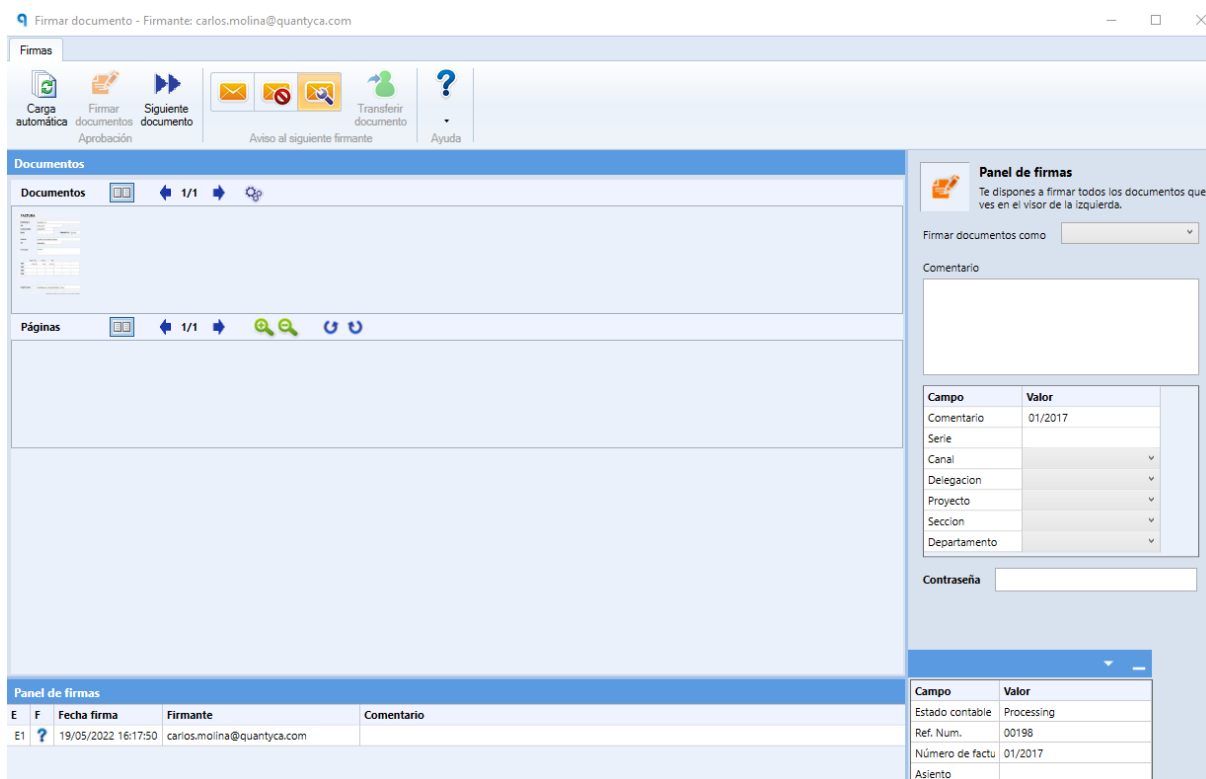 Firmar documento - Firmante: carlos.molina@quantyca.com
Firmas
Carga automática
Firmar documentos
Siguiente documento
Transferir documento
Aprobación
Aviso al siguiente firmante
Ayuda
Documentos
Documentos 1/1
FACTURA
Páginas 1/1
Panel de firmas
Te dispones a firmar todos los documentos que
ves en el visor de la izquierda.
Firmar documentos como
Comentario
Campo Valor
Comentario 01/2017
Serie
Canal
Delegacion
Proyecto
Seccion
Departamento
Contraseña
Panel de firmas
E F Fecha firma Firmante Comentario
E1 ? 19/05/2022 16:17:50 carlos.molina@quantyca.com
Campo Valor
Estado contable Processing
Ref. Num. 00198
Número de factu 01/2017
Asiento